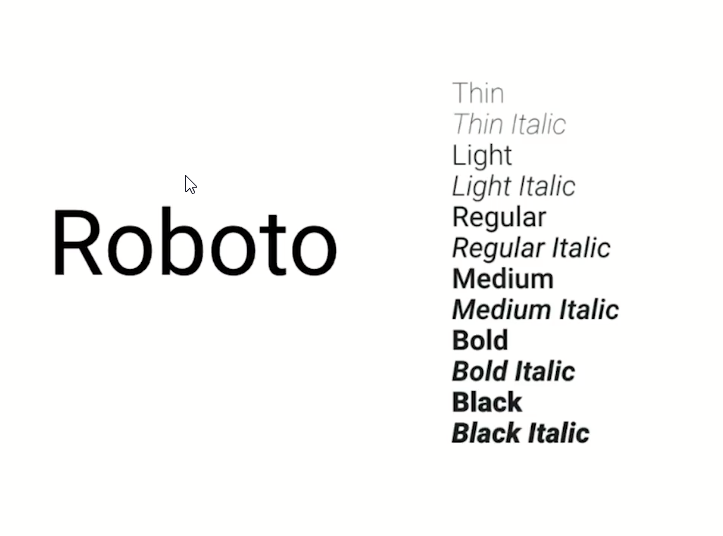 Roboto
Thin
Thin Italic
Light
Light Italic
Regular
Regular Italic
Medium
Medium Italic
Bold
Bold Italic
Black
Black Italic